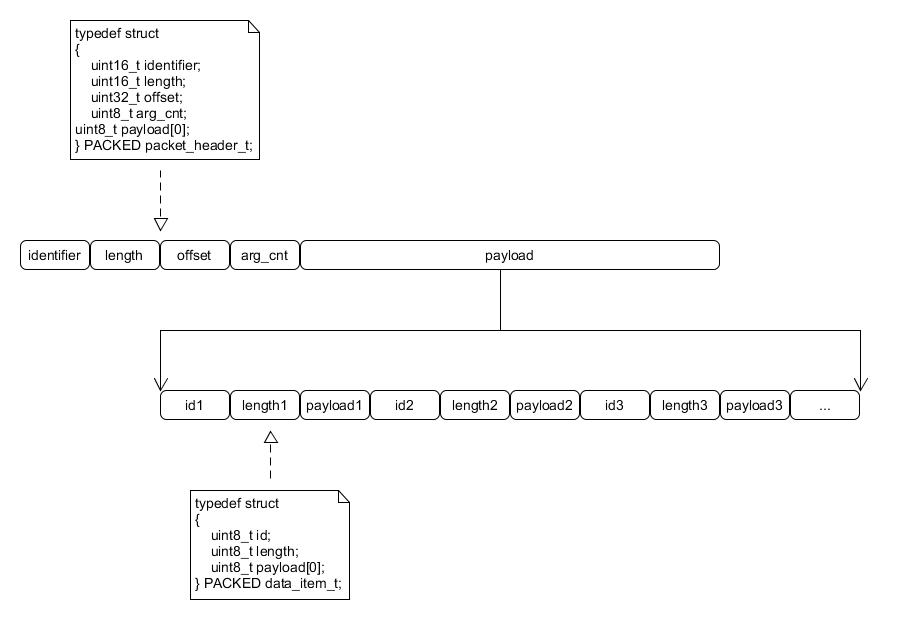 typedef struct
{
uint16_t identifier;
uint16_t length;
uint32_t offset;
uint8_t arg_cnt;
uint8_t payload[0];
} PACKED packet_header_t;
identifier length offset arg_cnt payload
id1 length1 payload1 id2 length2 payload2 id3 length3 payload3 ...
typedef struct
{
uint8_t id;
uint8_t length;
uint8_t payload[0];
} PACKED data_item_t;